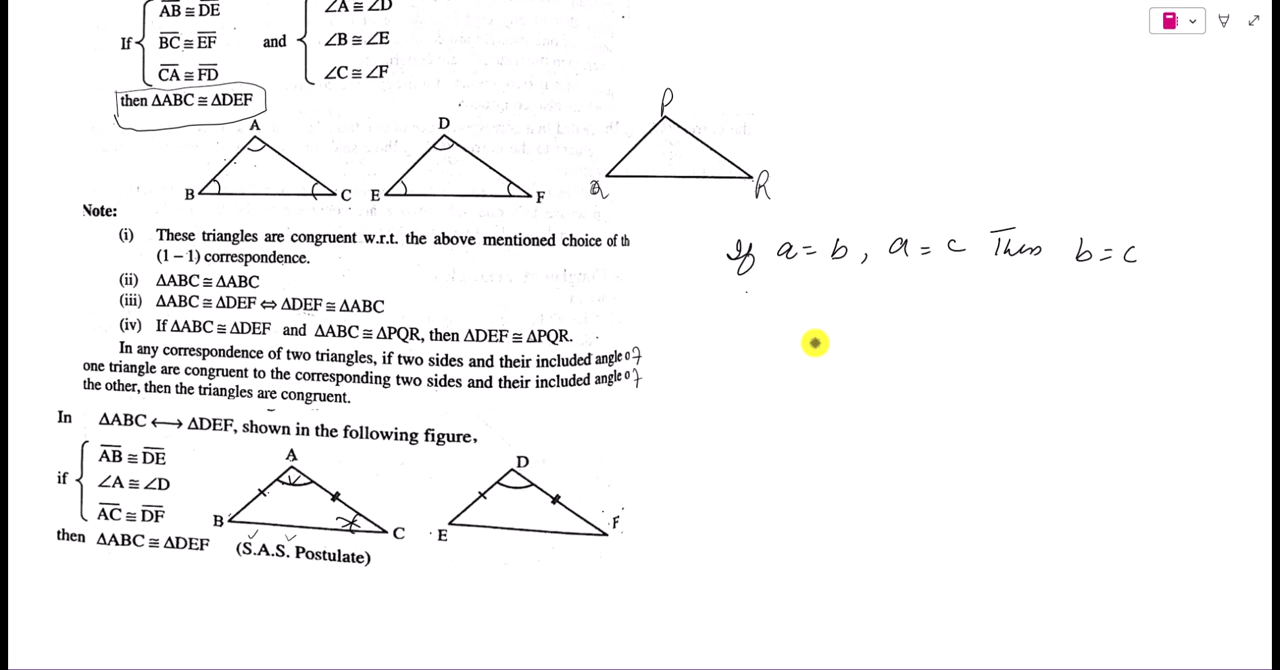 AB ≅ DE
∠A ≅ ∠D
If
BC ≅ EF
and
∠B ≅ ∠E
CA ≅ FD
∠C ≅ ∠F
then ΔABC ≅ ΔDEF
A
D
P
B
C
E
F
Q
R
Note:
(i) These triangles are congruent w.r.t. the above mentioned choice of th
(1 – 1) correspondence.
(ii) ΔABC ≅ ΔABC
(iii) ΔABC ≅ ΔDEF ⇔ ΔDEF ≅ ΔABC
(iv) If ΔABC ≅ ΔDEF and ΔABC ≅ ΔPQR, then ΔDEF ≅ ΔPQR.
If a = b, a = c Then b = c
In any correspondence of two triangles, if two sides and their included angle of
one triangle are congruent to the corresponding two sides and their included angle of
the other, then the triangles are congruent.
In ΔABC ⟷ ΔDEF, shown in the following figure,
AB ≅ DE
if
∠A ≅ ∠D
AC ≅ DF
A
D
B
C
E
F
then ΔABC ≅ ΔDEF (S.A.S. Postulate)